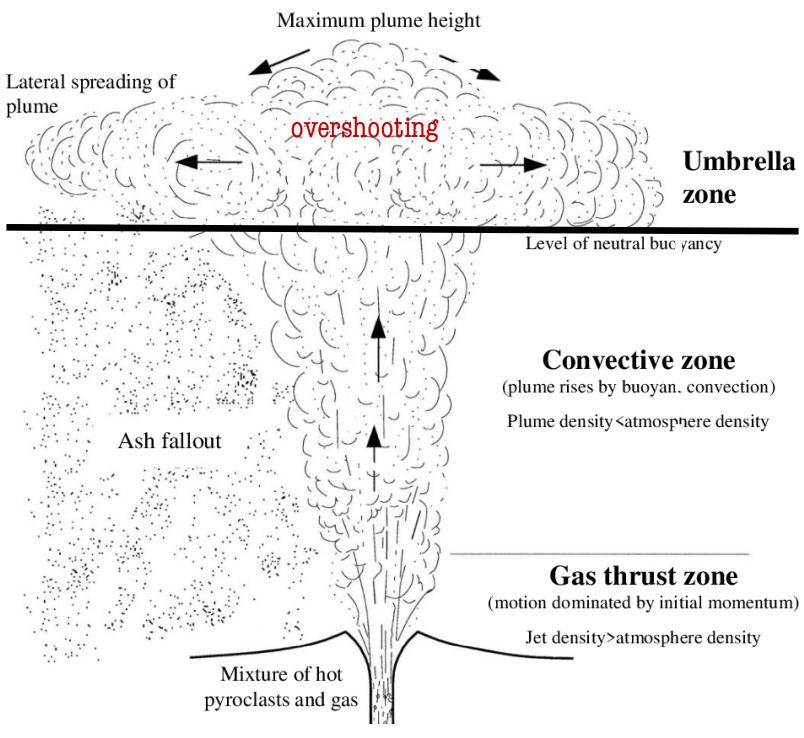 Maximum plume height
Lateral spreading of
plume
overshooting
Umbrella
zone
Level of neutral buoyancy
Convective zone
(plume rises by buoyan. convection)
Plume density<atmosphere density
Ash fallout
Gas thrust zone
(motion dominated by initial momentum)
Jet density>atmosphere density
Mixture of hot
pyroclasts and gas